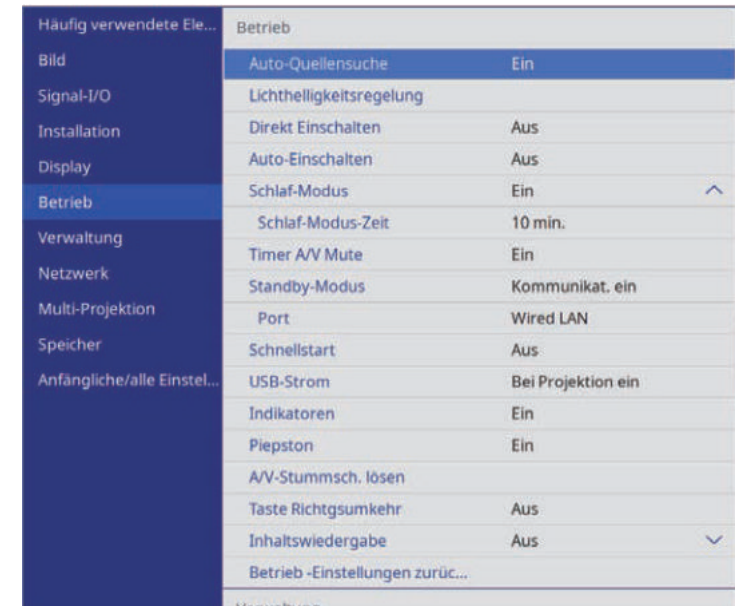 Häufig verwendete Ele...
Bild
Signal-I/O
Installation
Display
Betrieb
Verwaltung
Netzwerk
Multi-Projektion
Speicher
Anfängliche/alle Einstel...
Betrieb
Auto-Quellensuche Ein
Lichthelligkeitsregelung
Direkt Einschalten Aus
Auto-Einschalten Aus
Schlaf-Modus Ein
Schlaf-Modus-Zeit 10 min.
Timer A/V Mute Ein
Standby-Modus Kommunikat. ein
Port Wired LAN
Schnellstart Aus
USB-Strom Bei Projektion ein
Indikatoren Ein
Piepston Ein
A/V-Stummsch. lösen
Taste Richtgsumkehr Aus
Inhaltswiedergabe Aus
Betrieb -Einstellungen zurüc...